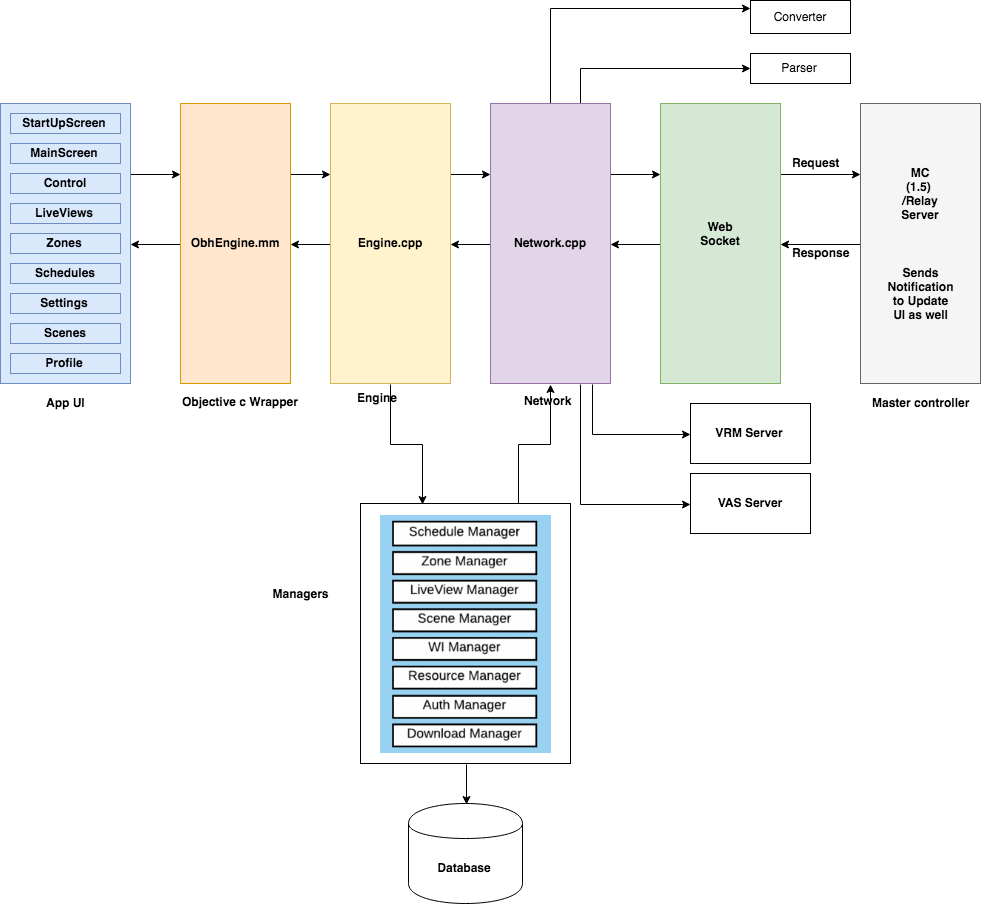 Converter
Parser
StartUpScreen
MainScreen
Control
LiveViews
Zones
Schedules
Settings
Scenes
Profile
App UI
ObhEngine.mm
Objective c Wrapper
Engine.cpp
Engine
Network.cpp
Network
Web
Socket
Request
Response
MC
(1.5)
/Relay
Server
Sends
Notification
to Update
UI as well
Master controller
VRM Server
VAS Server
Managers
Schedule Manager
Zone Manager
LiveView Manager
Scene Manager
WI Manager
Resource Manager
Auth Manager
Download Manager
Database